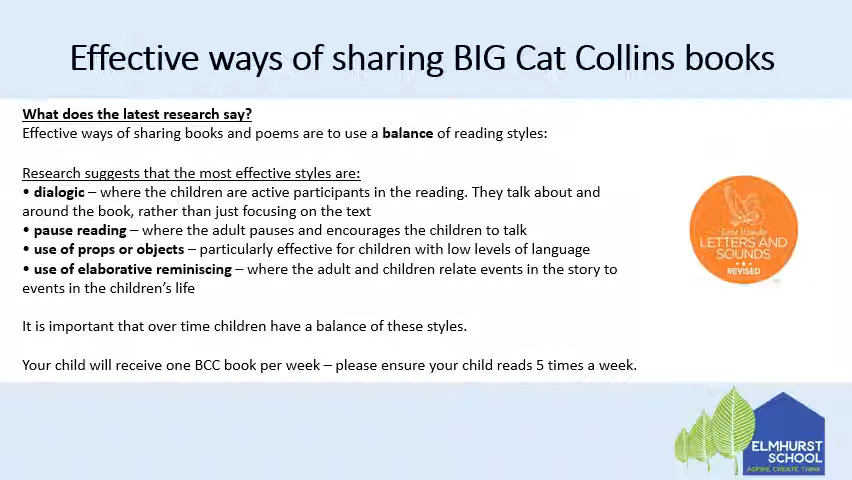 Effective ways of sharing BIG Cat Collins books
What does the latest research say?
Effective ways of sharing books and poems are to use a balance of reading styles:
Research suggests that the most effective styles are:
• dialogic – where the children are active participants in the reading. They talk about and
around the book, rather than just focusing on the text
• pause reading – where the adult pauses and encourages the children to talk
• use of props or objects – particularly effective for children with low levels of language
• use of elaborative reminiscing – where the adult and children relate events in the story to
events in the children’s life
It is important that over time children have a balance of these styles.
Your child will receive one BCC book per week – please ensure your child reads 5 times a week.
Little Wandle
LETTERS AND
SOUNDS
REVISED
ELMHURST
SCHOOL
ASPIRE. CREATE. THINK